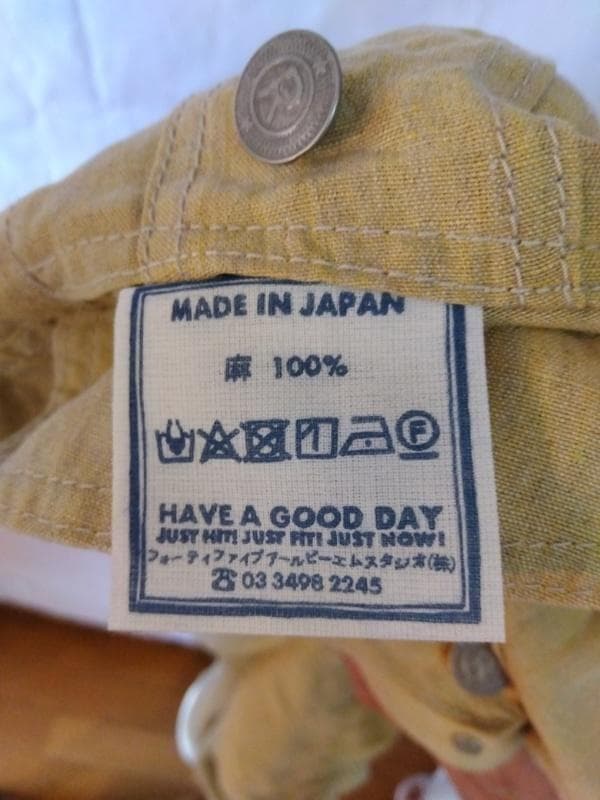 MADE IN JAPAN
麻 100%
F
HAVE A GOOD DAY
JUST HIT! JUST FIT! JUST NOW!
フォーティファイブアールピーエムスタジオ(株)
☎ 03 3498 2245